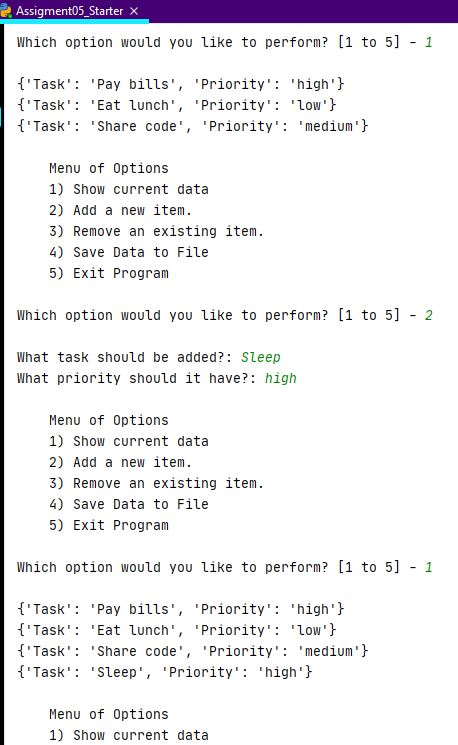 Assigment05_Starter ×
Which option would you like to perform? [1 to 5] - 1
{'Task': 'Pay bills', 'Priority': 'high'}
{'Task': 'Eat lunch', 'Priority': 'low'}
{'Task': 'Share code', 'Priority': 'medium'}
Menu of Options
1) Show current data
2) Add a new item.
3) Remove an existing item.
4) Save Data to File
5) Exit Program
Which option would you like to perform? [1 to 5] - 2
What task should be added?: Sleep
What priority should it have?: high
Menu of Options
1) Show current data
2) Add a new item.
3) Remove an existing item.
4) Save Data to File
5) Exit Program
Which option would you like to perform? [1 to 5] - 1
{'Task': 'Pay bills', 'Priority': 'high'}
{'Task': 'Eat lunch', 'Priority': 'low'}
{'Task': 'Share code', 'Priority': 'medium'}
{'Task': 'Sleep', 'Priority': 'high'}
Menu of Options
1) Show current data